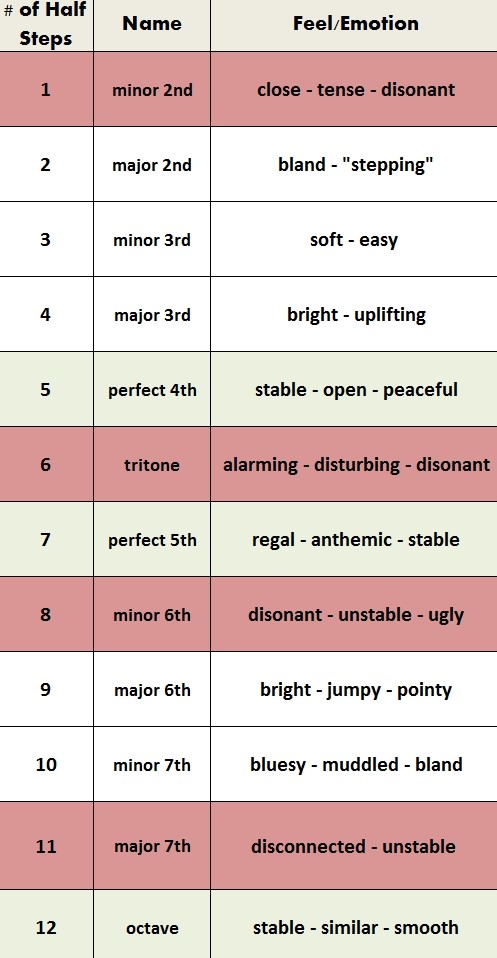 # of Half Steps Name Feel/Emotion
1 minor 2nd close - tense - disonant
2 major 2nd bland - "stepping"
3 minor 3rd soft - easy
4 major 3rd bright - uplifting
5 perfect 4th stable - open - peaceful
6 tritone alarming - disturbing - disonant
7 perfect 5th regal - anthemic - stable
8 minor 6th disonant - unstable - ugly
9 major 6th bright - jumpy - pointy
10 minor 7th bluesy - muddled - bland
11 major 7th disconnected - unstable
12 octave stable - similar - smooth